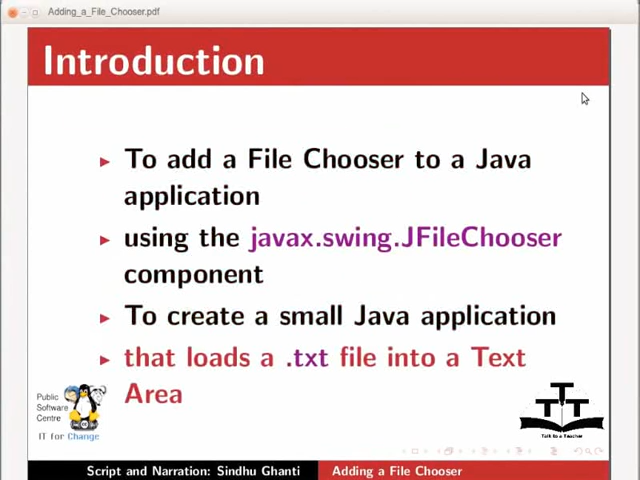 Adding_a_File_Chooser.pdf
Introduction
To add a File Chooser to a Java
application
using the javax.swing.JFileChooser
component
To create a small Java application
that loads a .txt file into a Text
Area
Public
Software
Centre
IT for Change
TTT
Talk to a Teacher
Script and Narration: Sindhu Ghanti
Adding a File Chooser